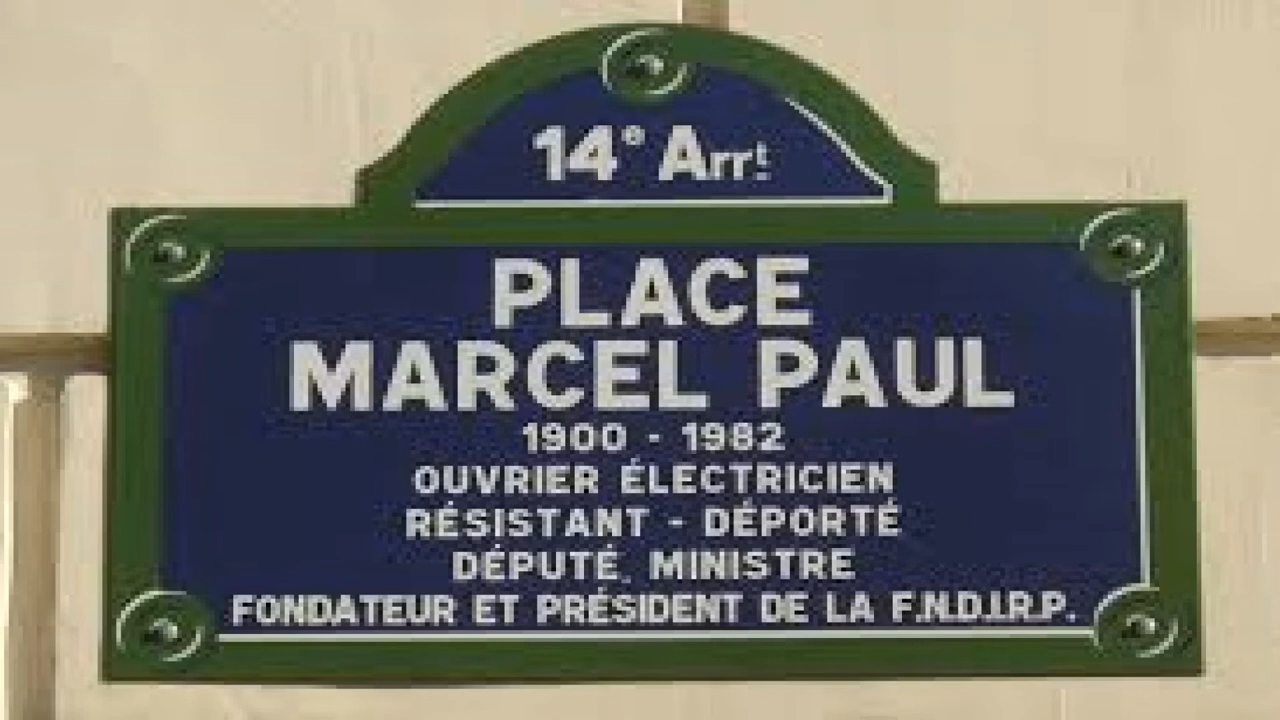 14e Arrt
PLACE
MARCEL PAUL
1900 - 1982
OUVRIER ÉLECTRICIEN
RÉSISTANT - DÉPORTÉ
DÉPUTÉ, MINISTRE
FONDATEUR ET PRÉSIDENT DE LA F.N.D.I.R.P.